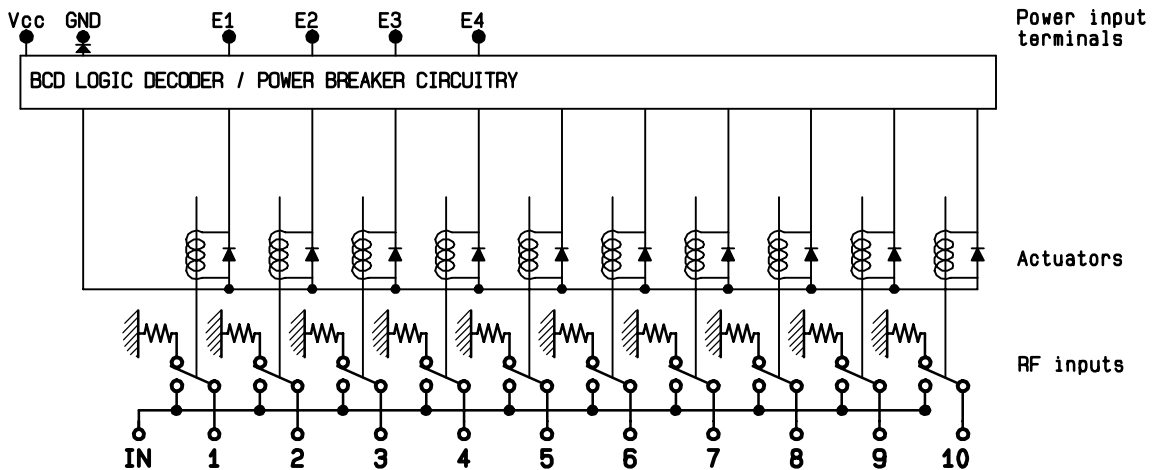 Vcc GND E1 E2 E3 E4 Power input
terminals
BCD LOGIC DECODER / POWER BREAKER CIRCUITRY
Actuators
RF inputs
IN 1 2 3 4 5 6 7 8 9 10